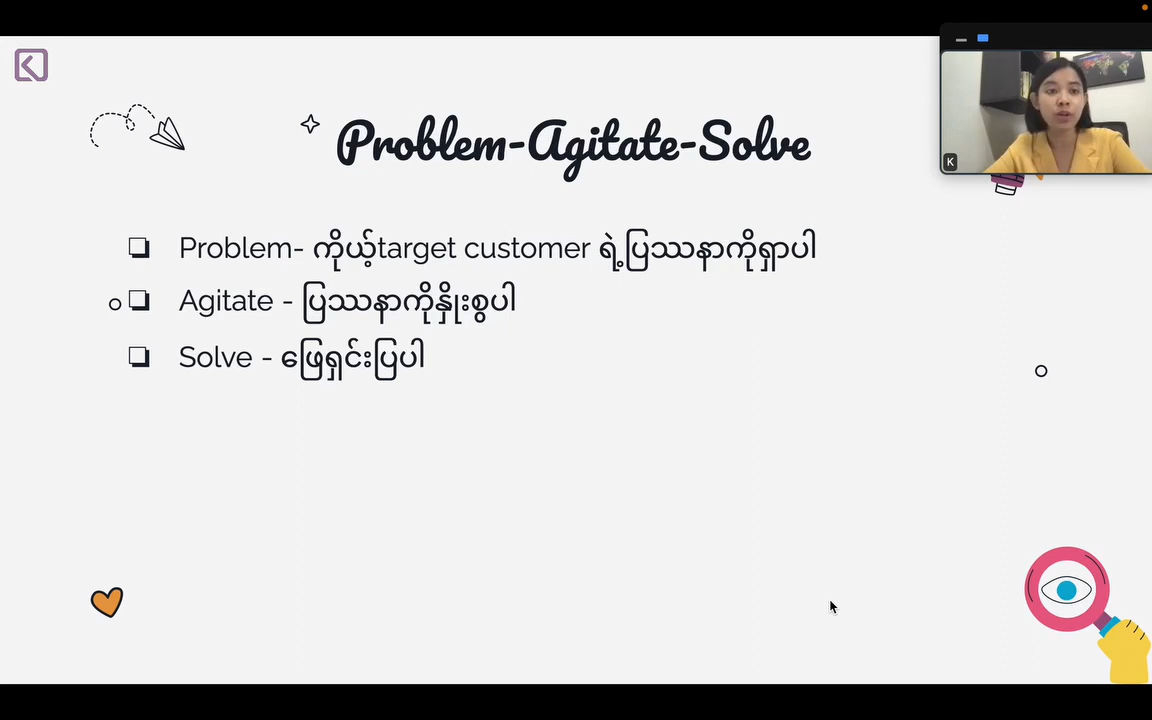 Problem-Agitate-Solve
Problem- ကိုယ့်target customer ရဲ့ပြဿနာကိုရှာပါ
Agitate - ပြဿနာကိုနှိုးစွပါ
Solve - ဖြေရှင်းပြပါ
K